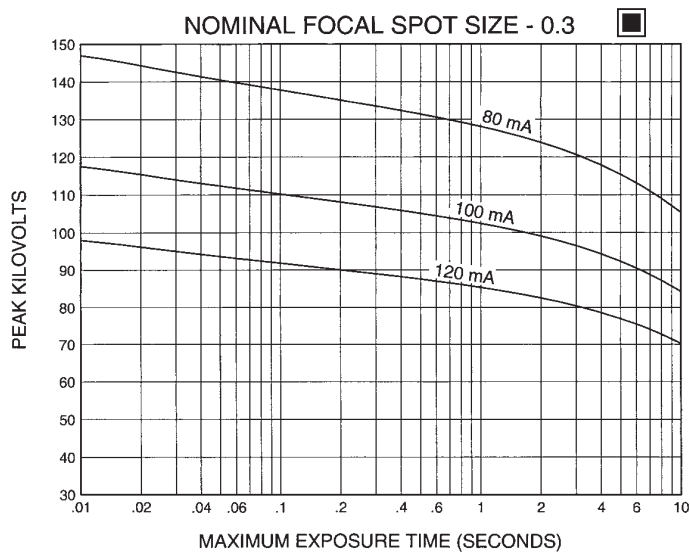 NOMINAL FOCAL SPOT SIZE - 0.3
150
140
130
120
110
100
90
80
70
60
50
40
30
PEAK KILOVOLTS
80 mA
100 mA
120 mA
.01 .02 .04 .06 .1 .2 .4 .6 1 2 4 6 10
MAXIMUM EXPOSURE TIME (SECONDS)